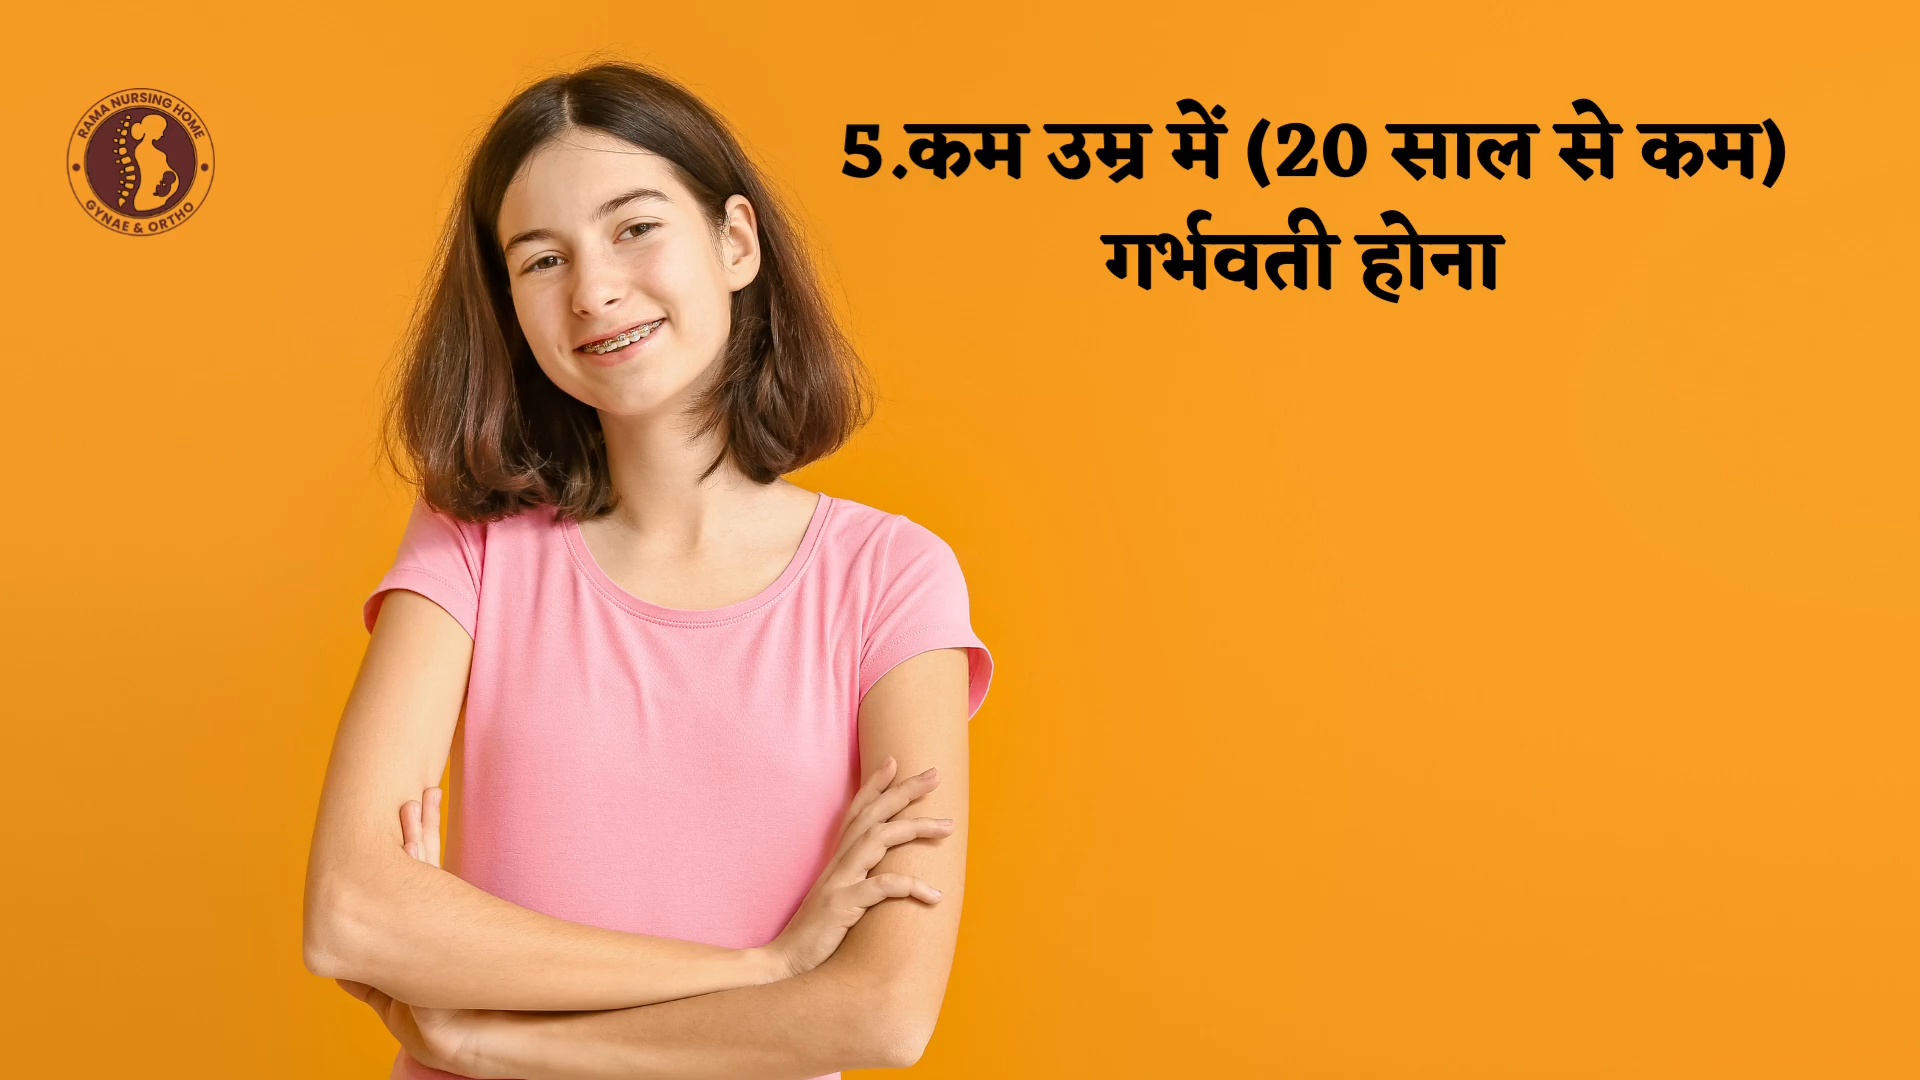 RAMA NURSING HOME
GYNAE & ORTHO
5.कम उम्र में (20 साल से कम)
गर्भवती होना